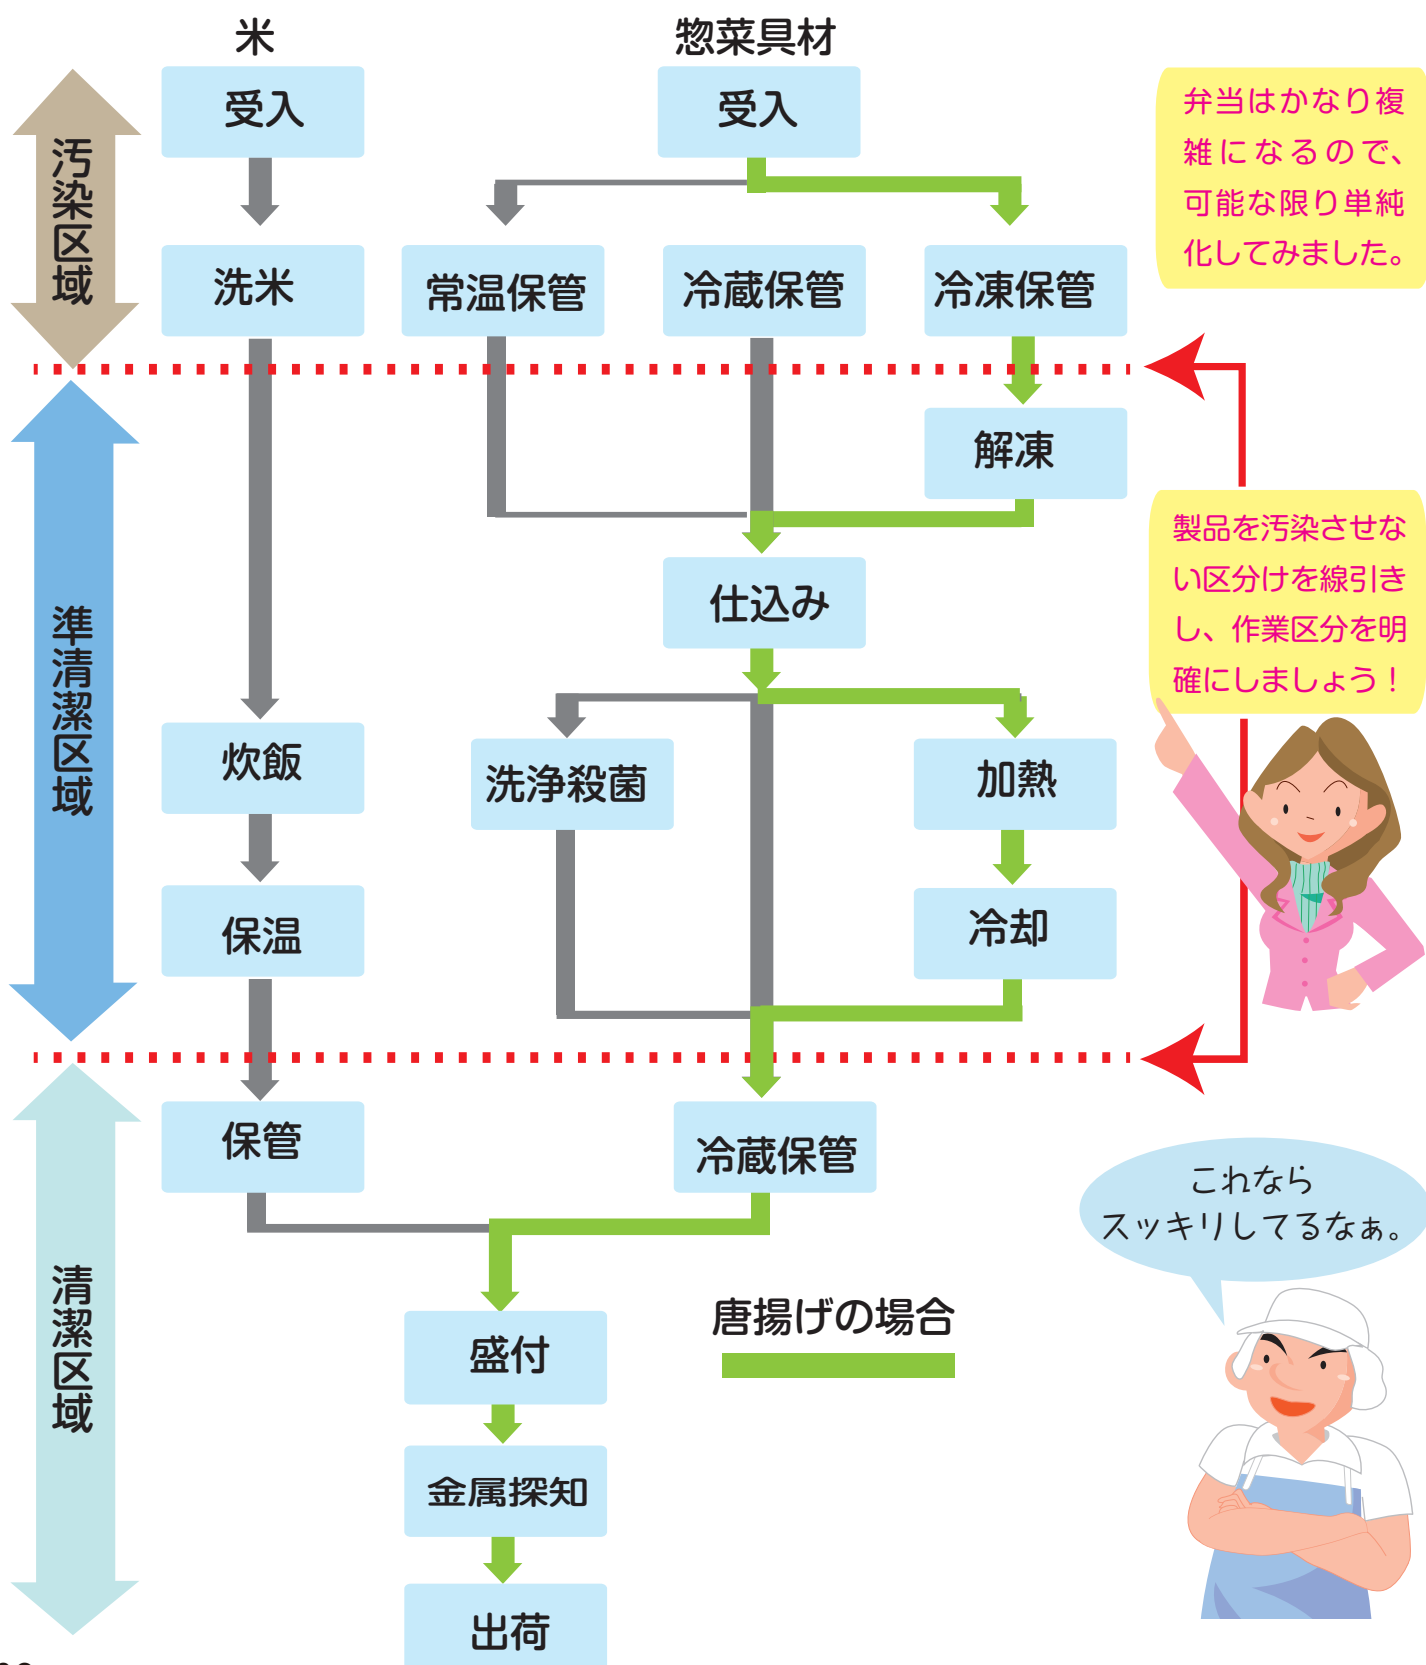 米
惣菜具材
受入
受入
弁当はかなり複
雑になるので、
可能な限り単純
化してみました。
汚染区域
洗米
常温保管
冷蔵保管
冷凍保管
解凍
製品を汚染させな
い区分けを線引き
し、作業区分を明
確にしましょう！
準清潔区域
仕込み
炊飯
洗浄殺菌
加熱
保温
冷却
保管
冷蔵保管
これなら
スッキリしてるなぁ。
清潔区域
唐揚げの場合
盛付
金属探知
出荷